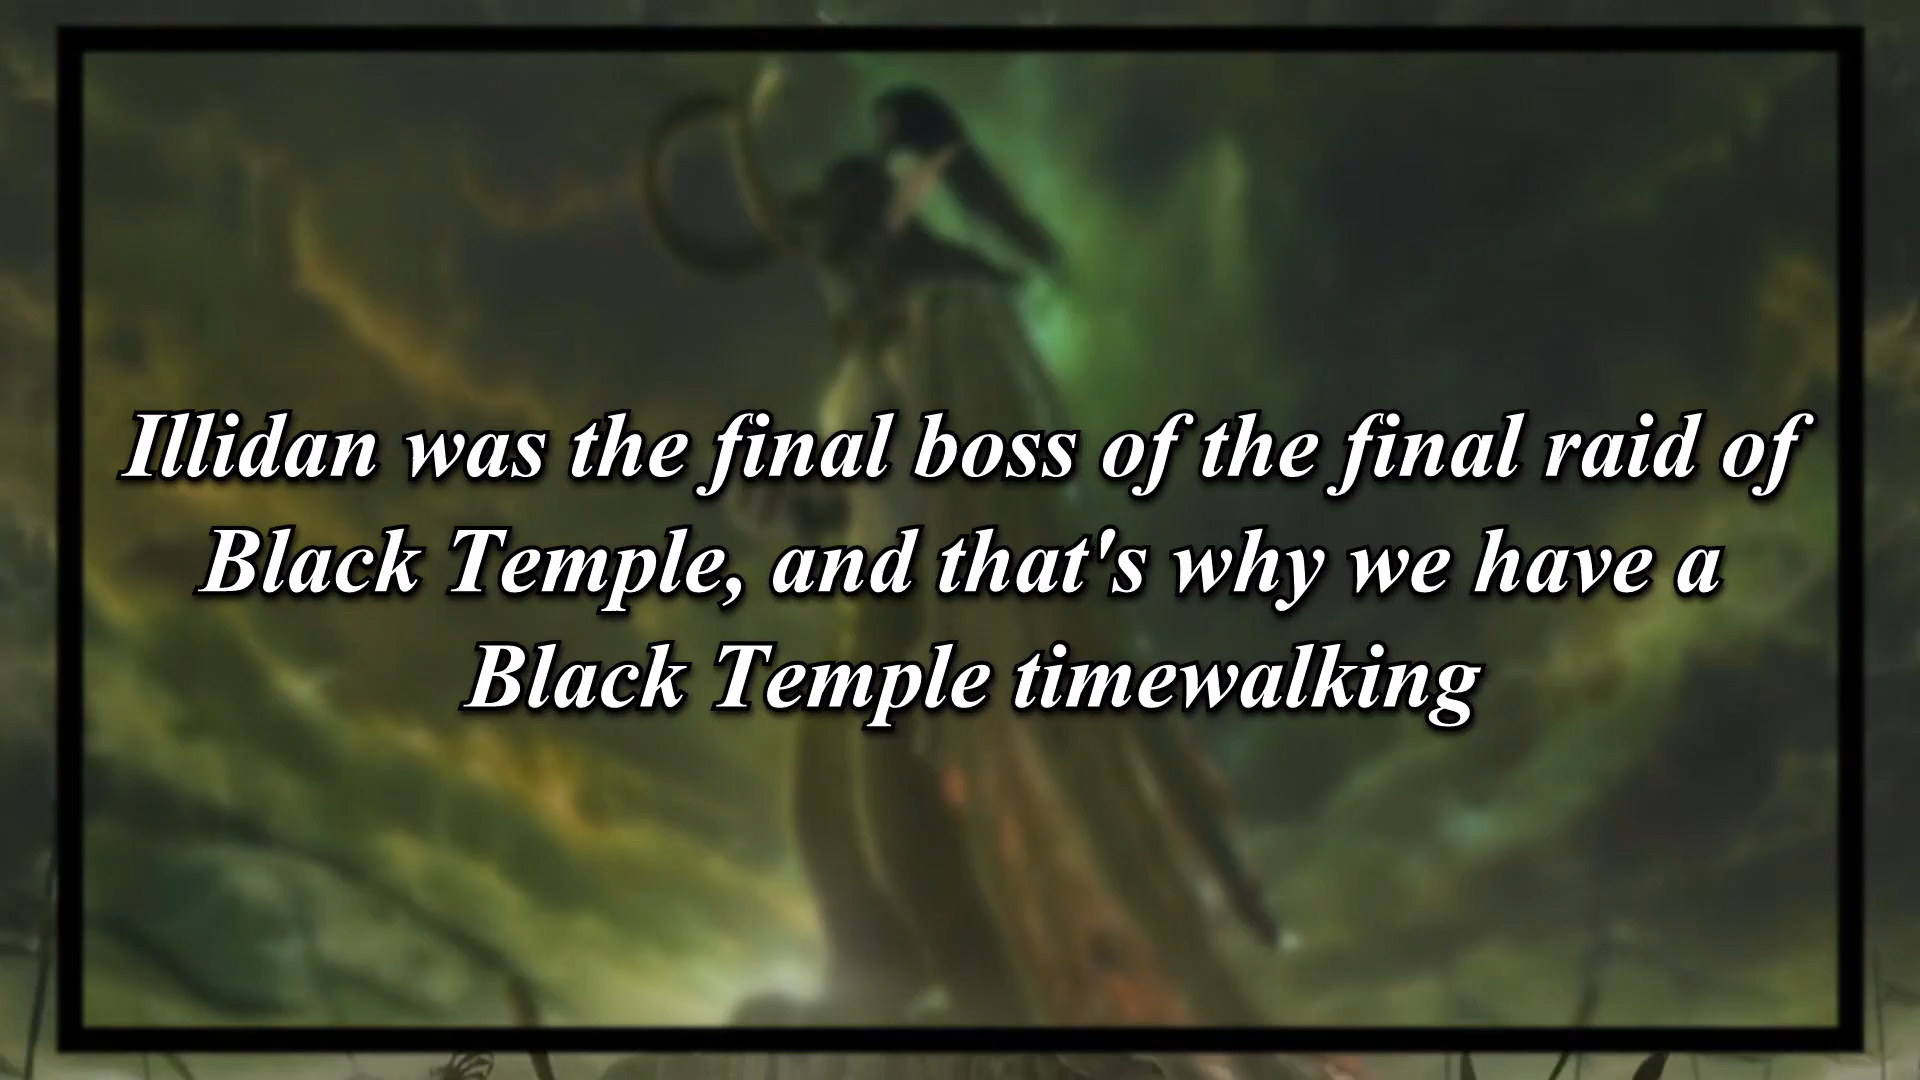 Illidan was the final boss of the final raid of
Black Temple, and that's why we have a
Black Temple timewalking